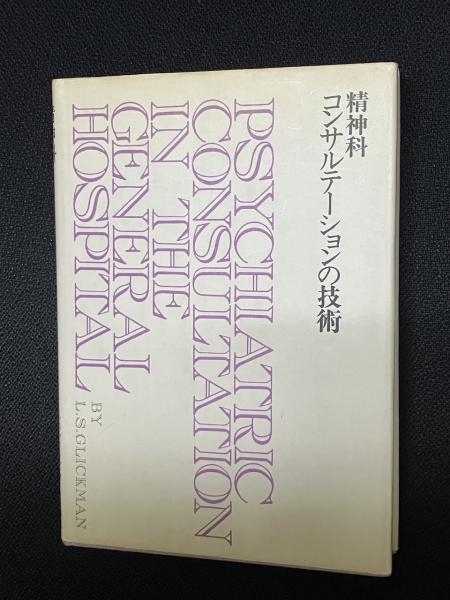 精神科
コンサルテーションの技術
PSYCHIATRIC
CONSULTATION
IN THE
GENERAL
HOSPITAL
BY
L.S.GLICKMAN